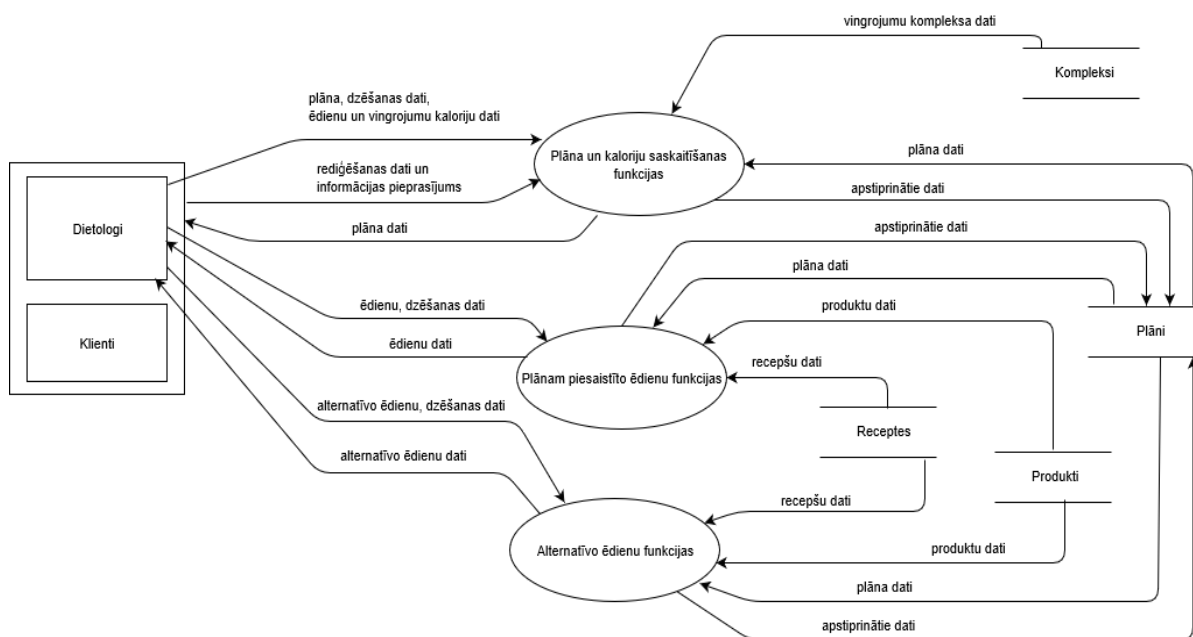 vingrojumu kompleksa dati
Kompleksi
plāna, dzēšanas dati,
ēdienu un vingrojumu kaloriju dati
Plāna un kaloriju saskaitīšanas
funkcijas
plāna dati
rediģēšanas dati un
informācijas pieprasījums
apstiprinātie dati
Dietologi
plāna dati
apstiprinātie dati
plāna dati
ēdienu, dzēšanas dati
produktu dati
Klienti
ēdienu dati
Plāni
Plānam piesaistīto ēdienu funkcijas
recepšu dati
alternatīvo ēdienu, dzēšanas dati
Receptes
alternatīvo ēdienu dati
Produkti
recepšu dati
Alternatīvo ēdienu funkcijas
produktu dati
plāna dati
apstiprinātie dati